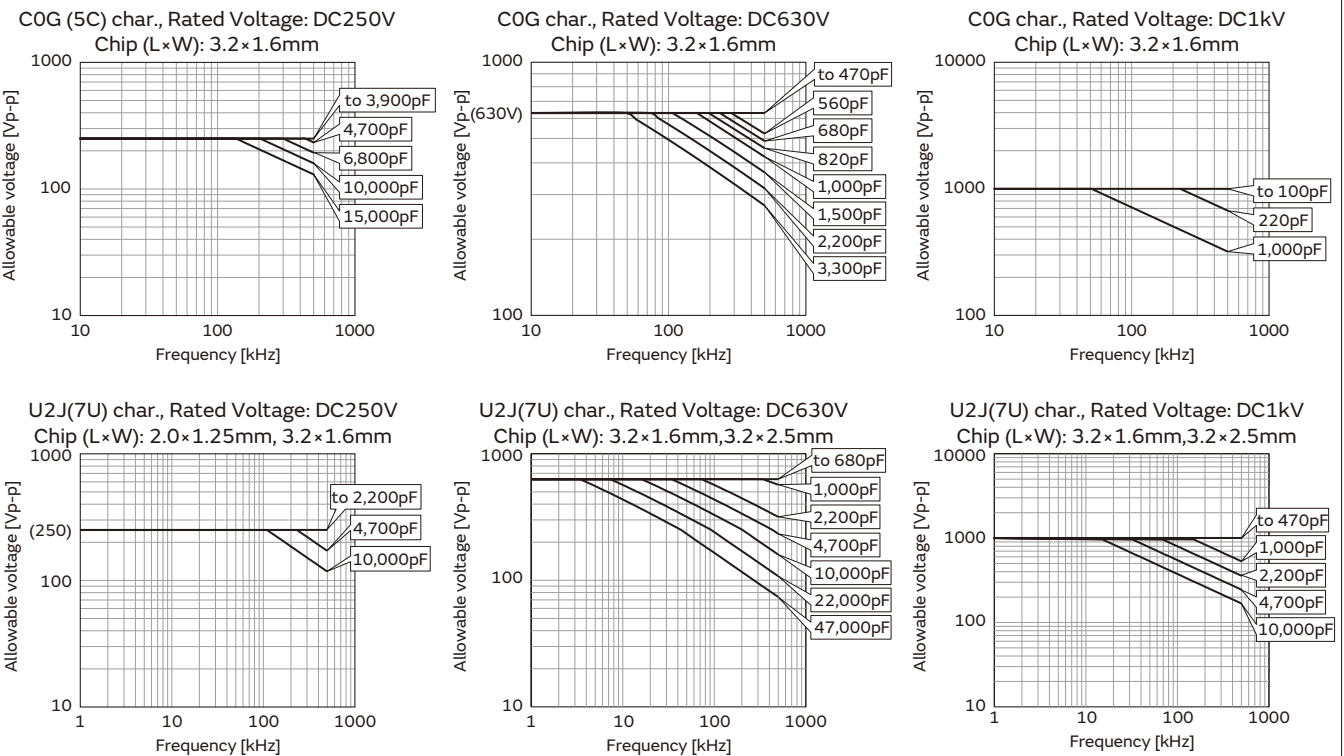 C0G (5C) char., Rated Voltage: DC250V
Chip (L×W): 3.2×1.6mm
1000
100
10
Allowable voltage [Vp-p]
to 3,900pF
4,700pF
6,800pF
10,000pF
15,000pF
10
100
1000
Frequency [kHz]
C0G char., Rated Voltage: DC630V
Chip (L×W): 3.2×1.6mm
1000
(630V)
100
Allowable voltage [Vp-p]
to 470pF
560pF
680pF
820pF
1,000pF
1,500pF
2,200pF
3,300pF
10
100
1000
Frequency [kHz]
C0G char., Rated Voltage: DC1kV
Chip (L×W): 3.2×1.6mm
10000
1000
100
Allowable voltage [Vp-p]
to 100pF
220pF
1,000pF
10
100
1000
Frequency [kHz]
U2J(7U) char., Rated Voltage: DC250V
Chip (L×W): 2.0×1.25mm, 3.2×1.6mm
1000
(250)
100
10
Allowable voltage [Vp-p]
to 2,200pF
4,700pF
10,000pF
1
10
100
1000
Frequency [kHz]
U2J(7U) char., Rated Voltage: DC630V
Chip (L×W): 3.2×1.6mm,3.2×2.5mm
1000
100
10
Allowable voltage [Vp-p]
to 680pF
1,000pF
2,200pF
4,700pF
10,000pF
22,000pF
47,000pF
1
10
100
1000
Frequency [kHz]
U2J(7U) char., Rated Voltage: DC1kV
Chip (L×W): 3.2×1.6mm,3.2×2.5mm
10000
1000
100
10
Allowable voltage [Vp-p]
to 470pF
1,000pF
2,200pF
4,700pF
10,000pF
1
10
100
1000
Frequency [kHz]